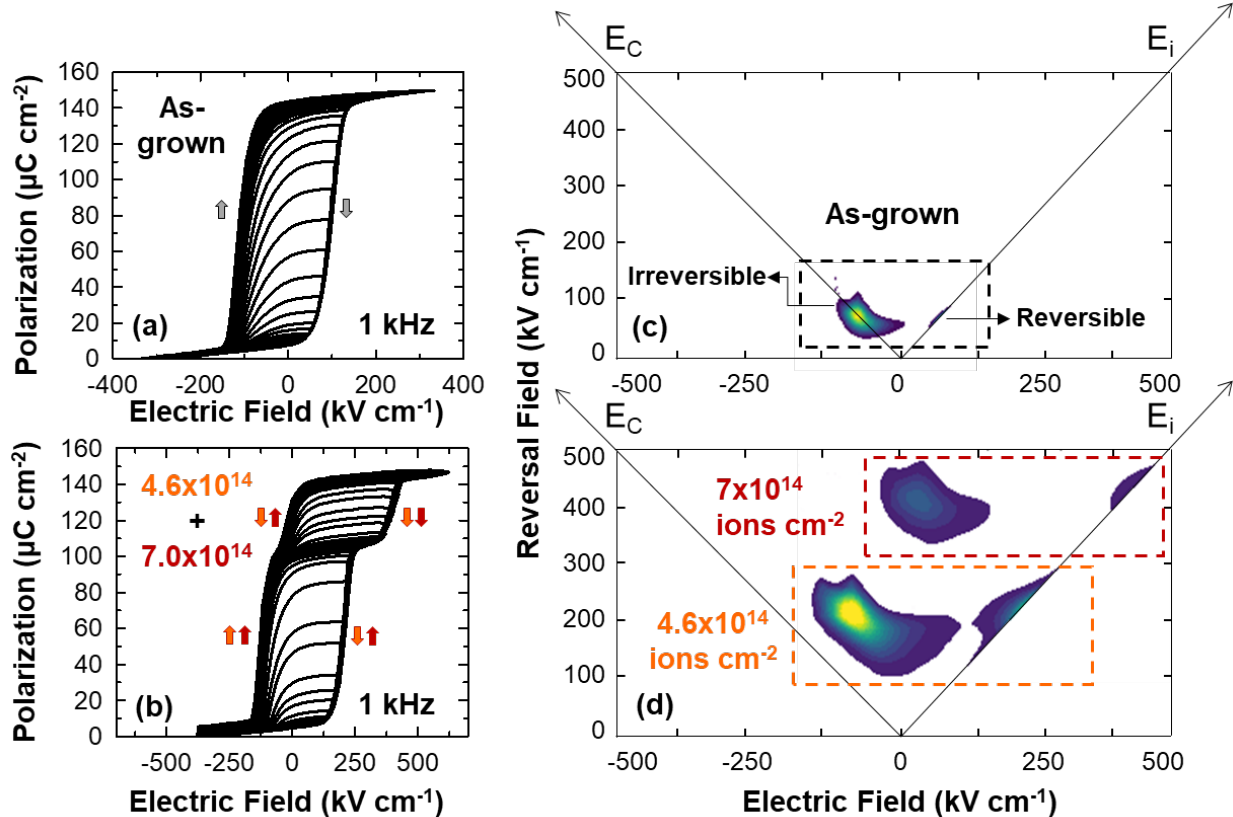 160
140
120
100
80
60
40
20
0
As-
grown
(a)
1 kHz
-400 -200 0 200 400
Electric Field (kV cm⁻¹)
Polarization (µC cm⁻²)
160
140
120
100
80
60
40
20
0
4.6x10¹⁴
+
7.0x10¹⁴
(b)
1 kHz
-500 -250 0 250 500
Electric Field (kV cm⁻¹)
Polarization (µC cm⁻²)
E_C E_i
500
400
300
200
100
0
As-grown
Irreversible
Reversible
(c)
-500 -250 0 250 500
Reversal Field (kV cm⁻¹)
E_C E_i
500
400
300
200
100
0
7x10¹⁴
ions cm⁻²
4.6x10¹⁴
ions cm⁻²
(d)
-500 -250 0 250 500
Electric Field (kV cm⁻¹)